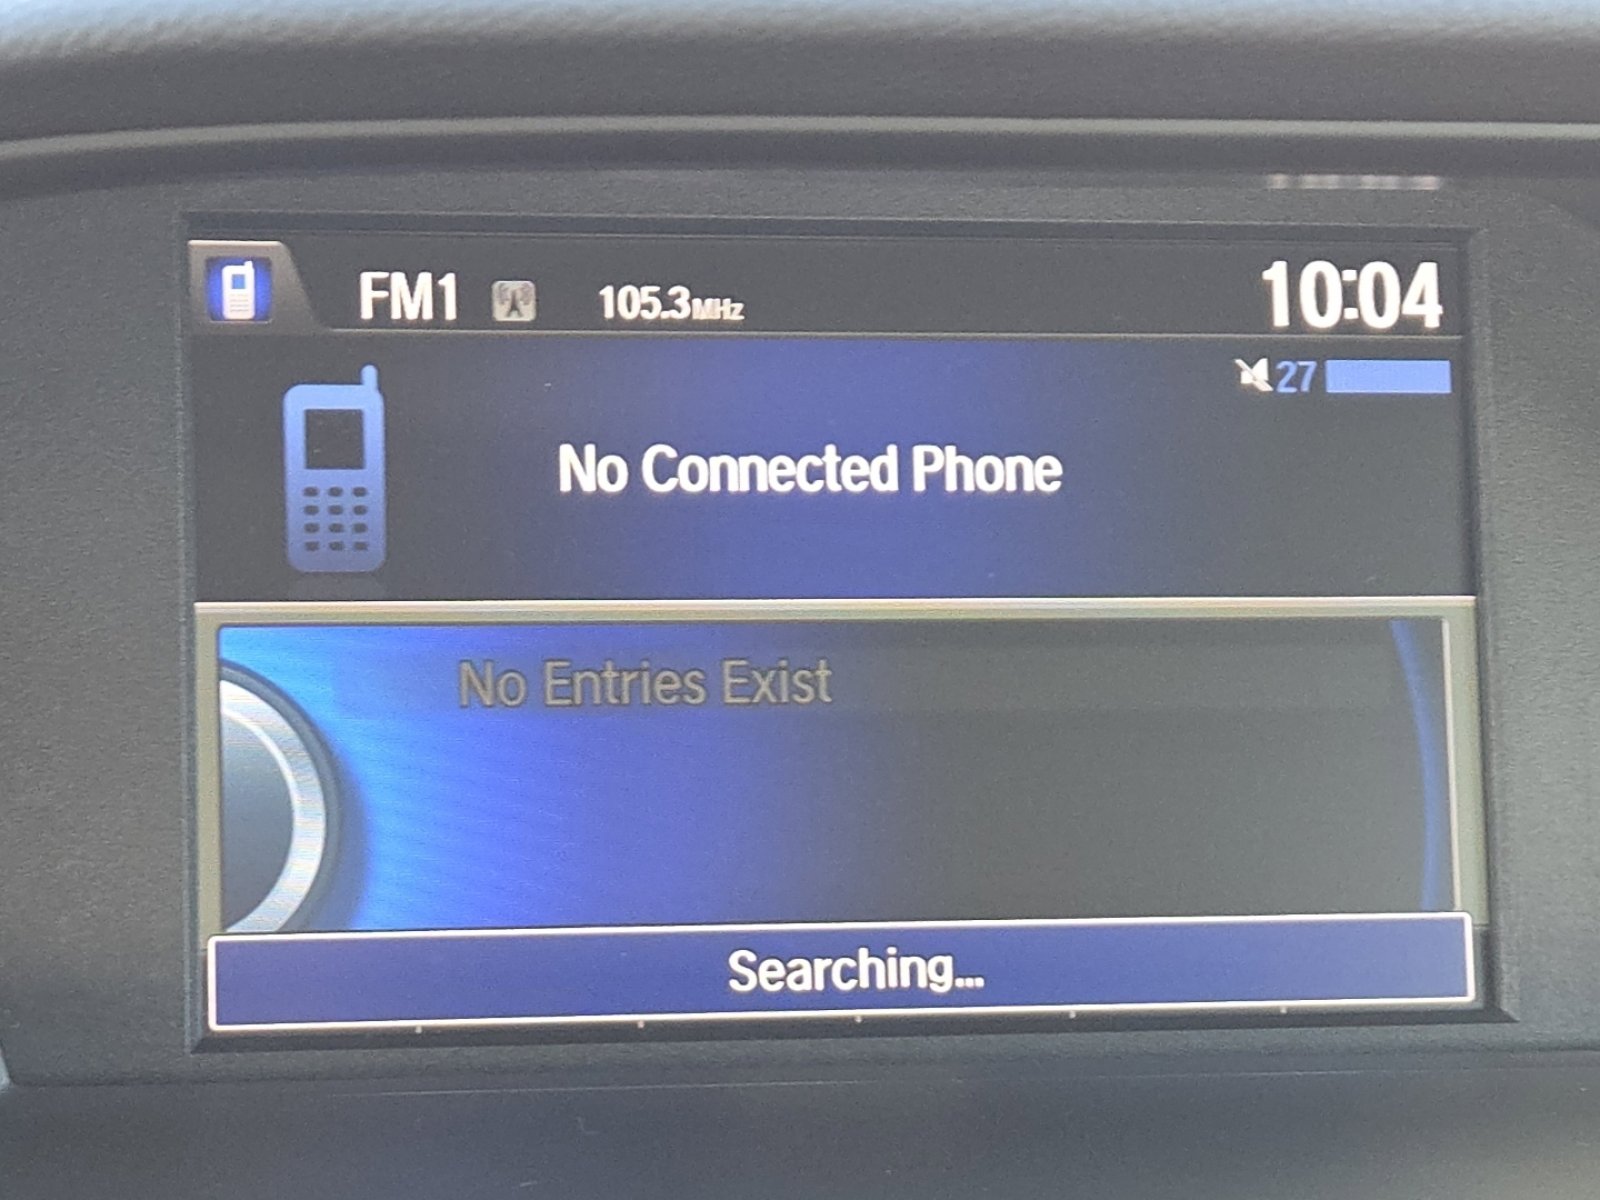 FM1 105.3MHz 10:04
27
No Connected Phone
No Entries Exist
Searching...